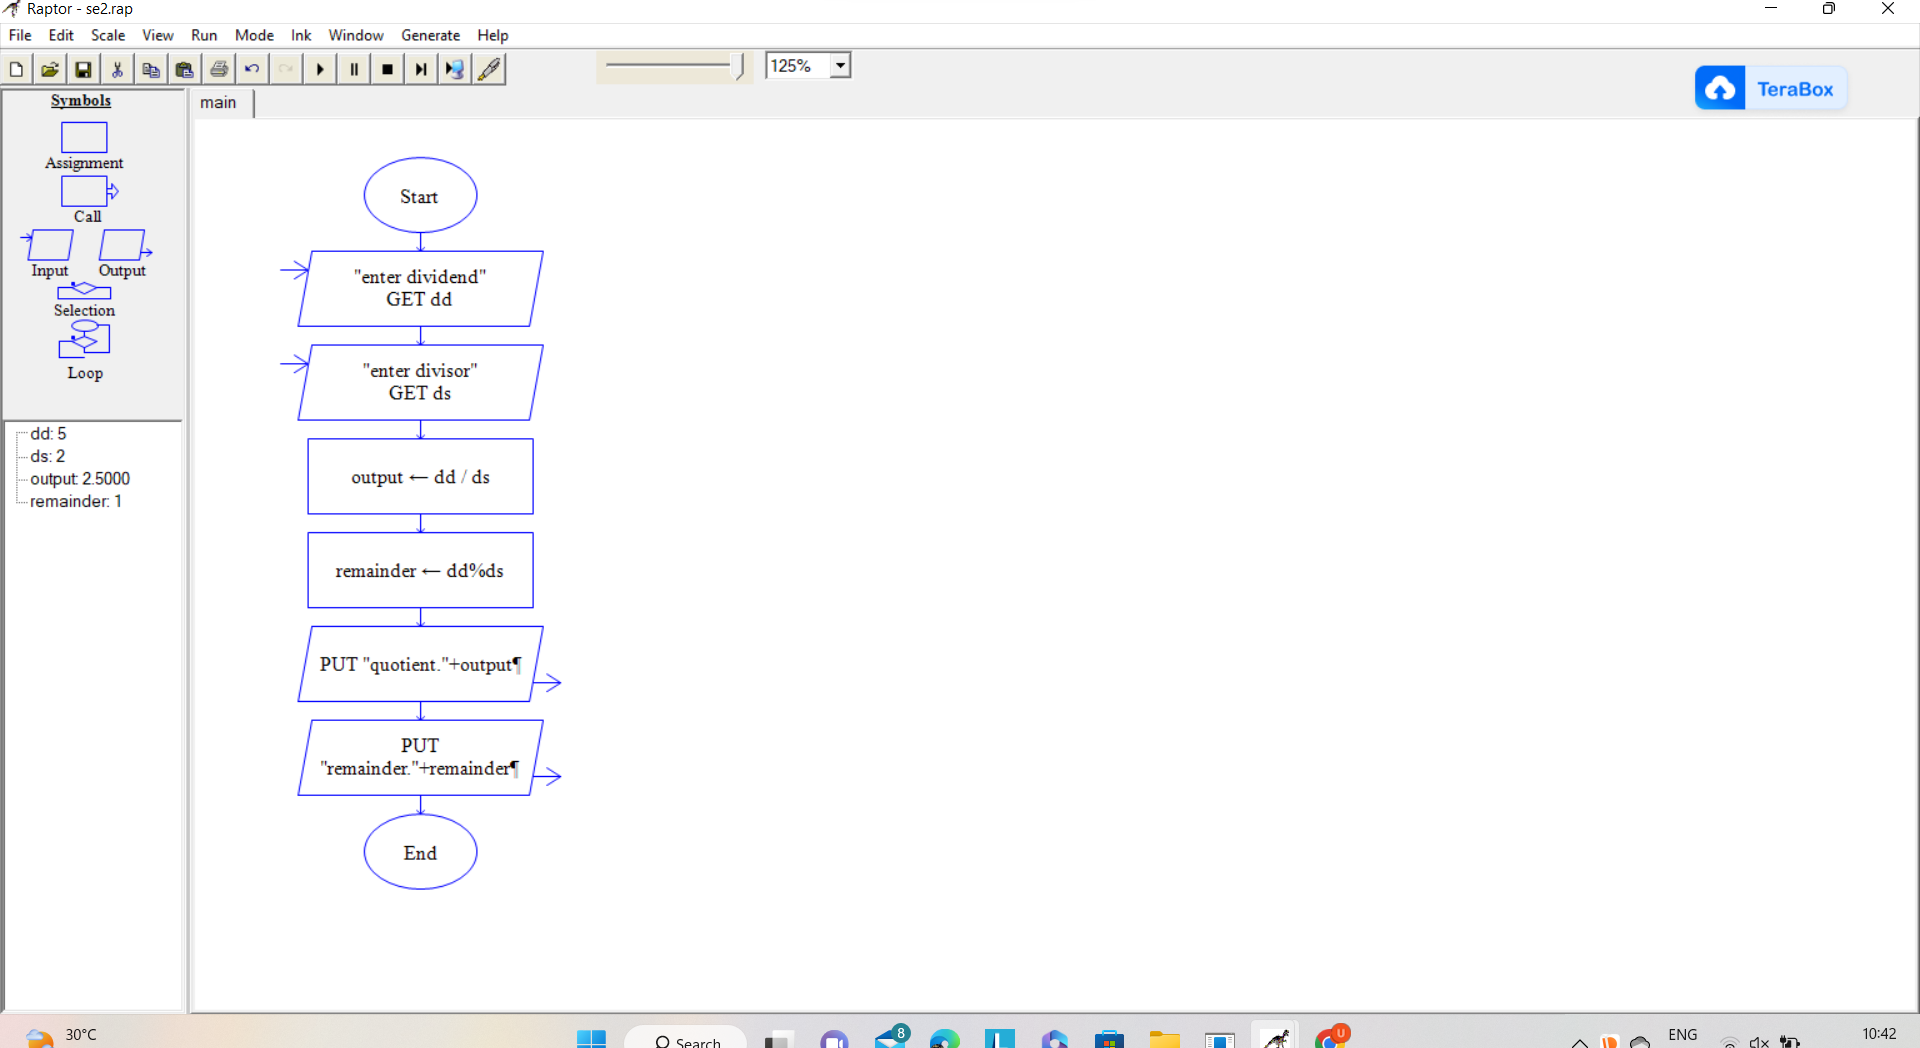 Raptor - se2.rap
File Edit Scale View Run Mode Ink Window Generate Help
125%
TeraBox
Symbols
main
Assignment
Call
Input Output
Selection
Loop
dd: 5
ds: 2
output: 2.5000
remainder: 1
Start
"enter dividend"
GET dd
"enter divisor"
GET ds
output ← dd / ds
remainder ← dd%ds
PUT "quotient."+output¶
PUT
"remainder."+remainder¶
End
30°C
Search
8
U
ENG
10:42